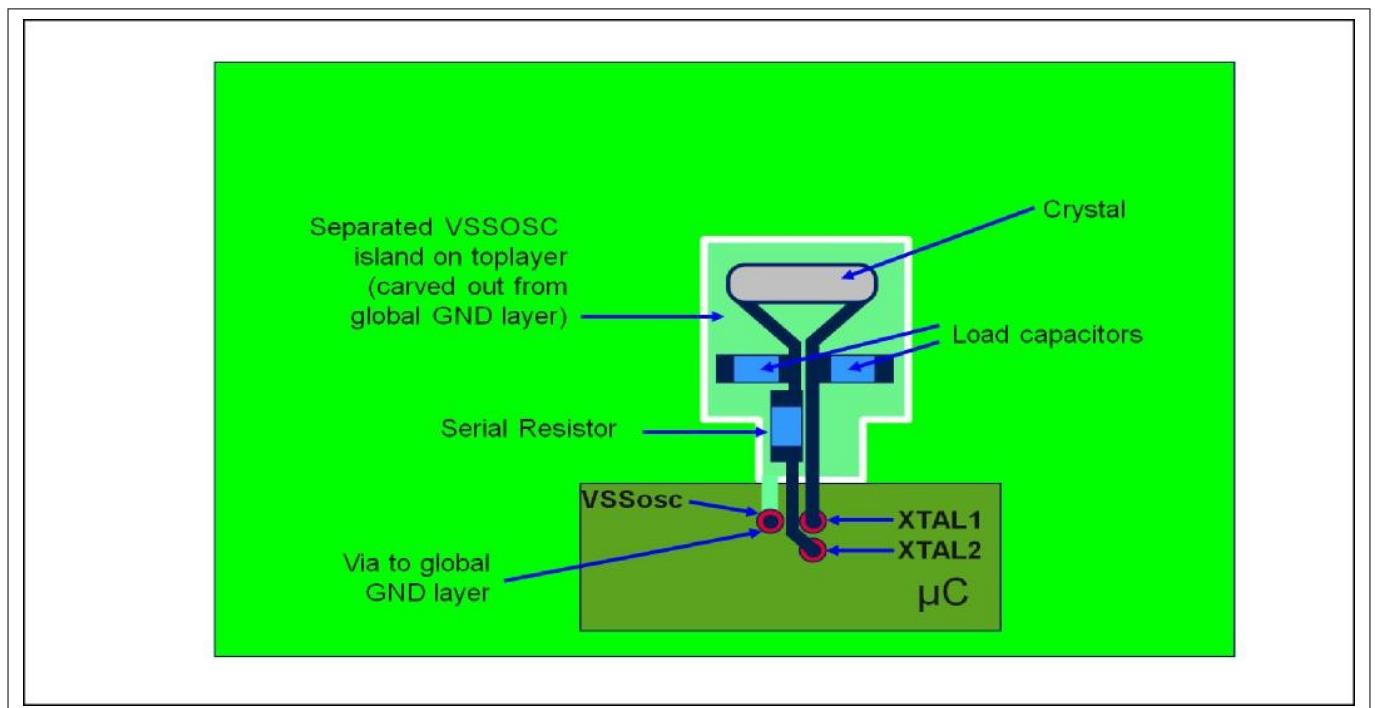 Separated VSSOSC
island on toplayer
(carved out from
global GND layer)
Crystal
Load capacitors
Serial Resistor
VSSosc
XTAL1
XTAL2
Via to global
GND layer
µC